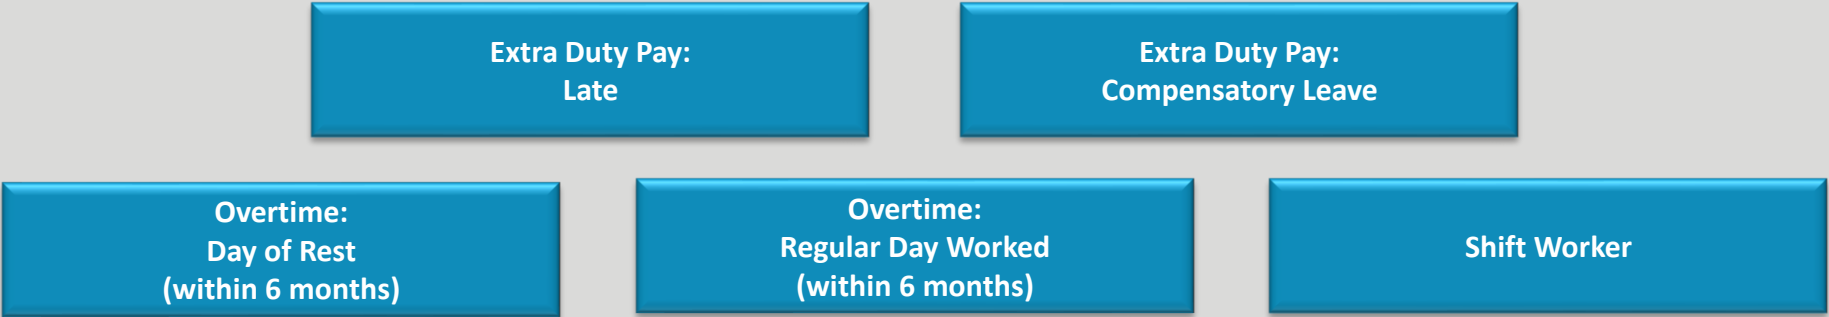 Extra Duty Pay:
Late
Extra Duty Pay:
Compensatory Leave
Overtime:
Day of Rest
(within 6 months)
Overtime:
Regular Day Worked
(within 6 months)
Shift Worker